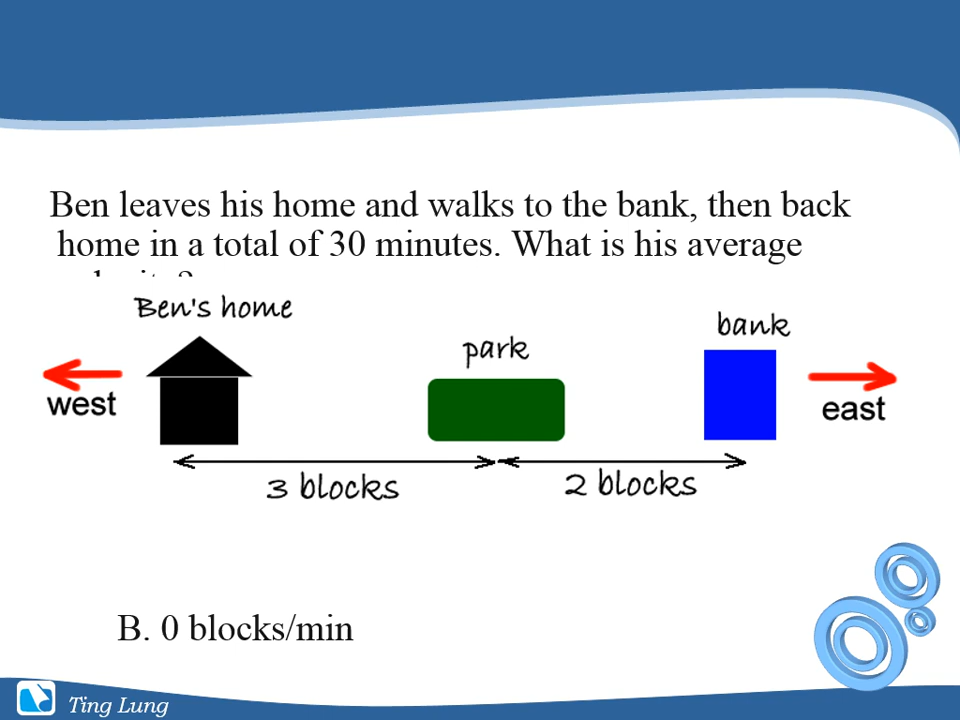 Ben leaves his home and walks to the bank, then back
home in a total of 30 minutes. What is his average
Ben's home
bank
park
west
east
3 blocks
2 blocks
B. 0 blocks/min
Ting Lung